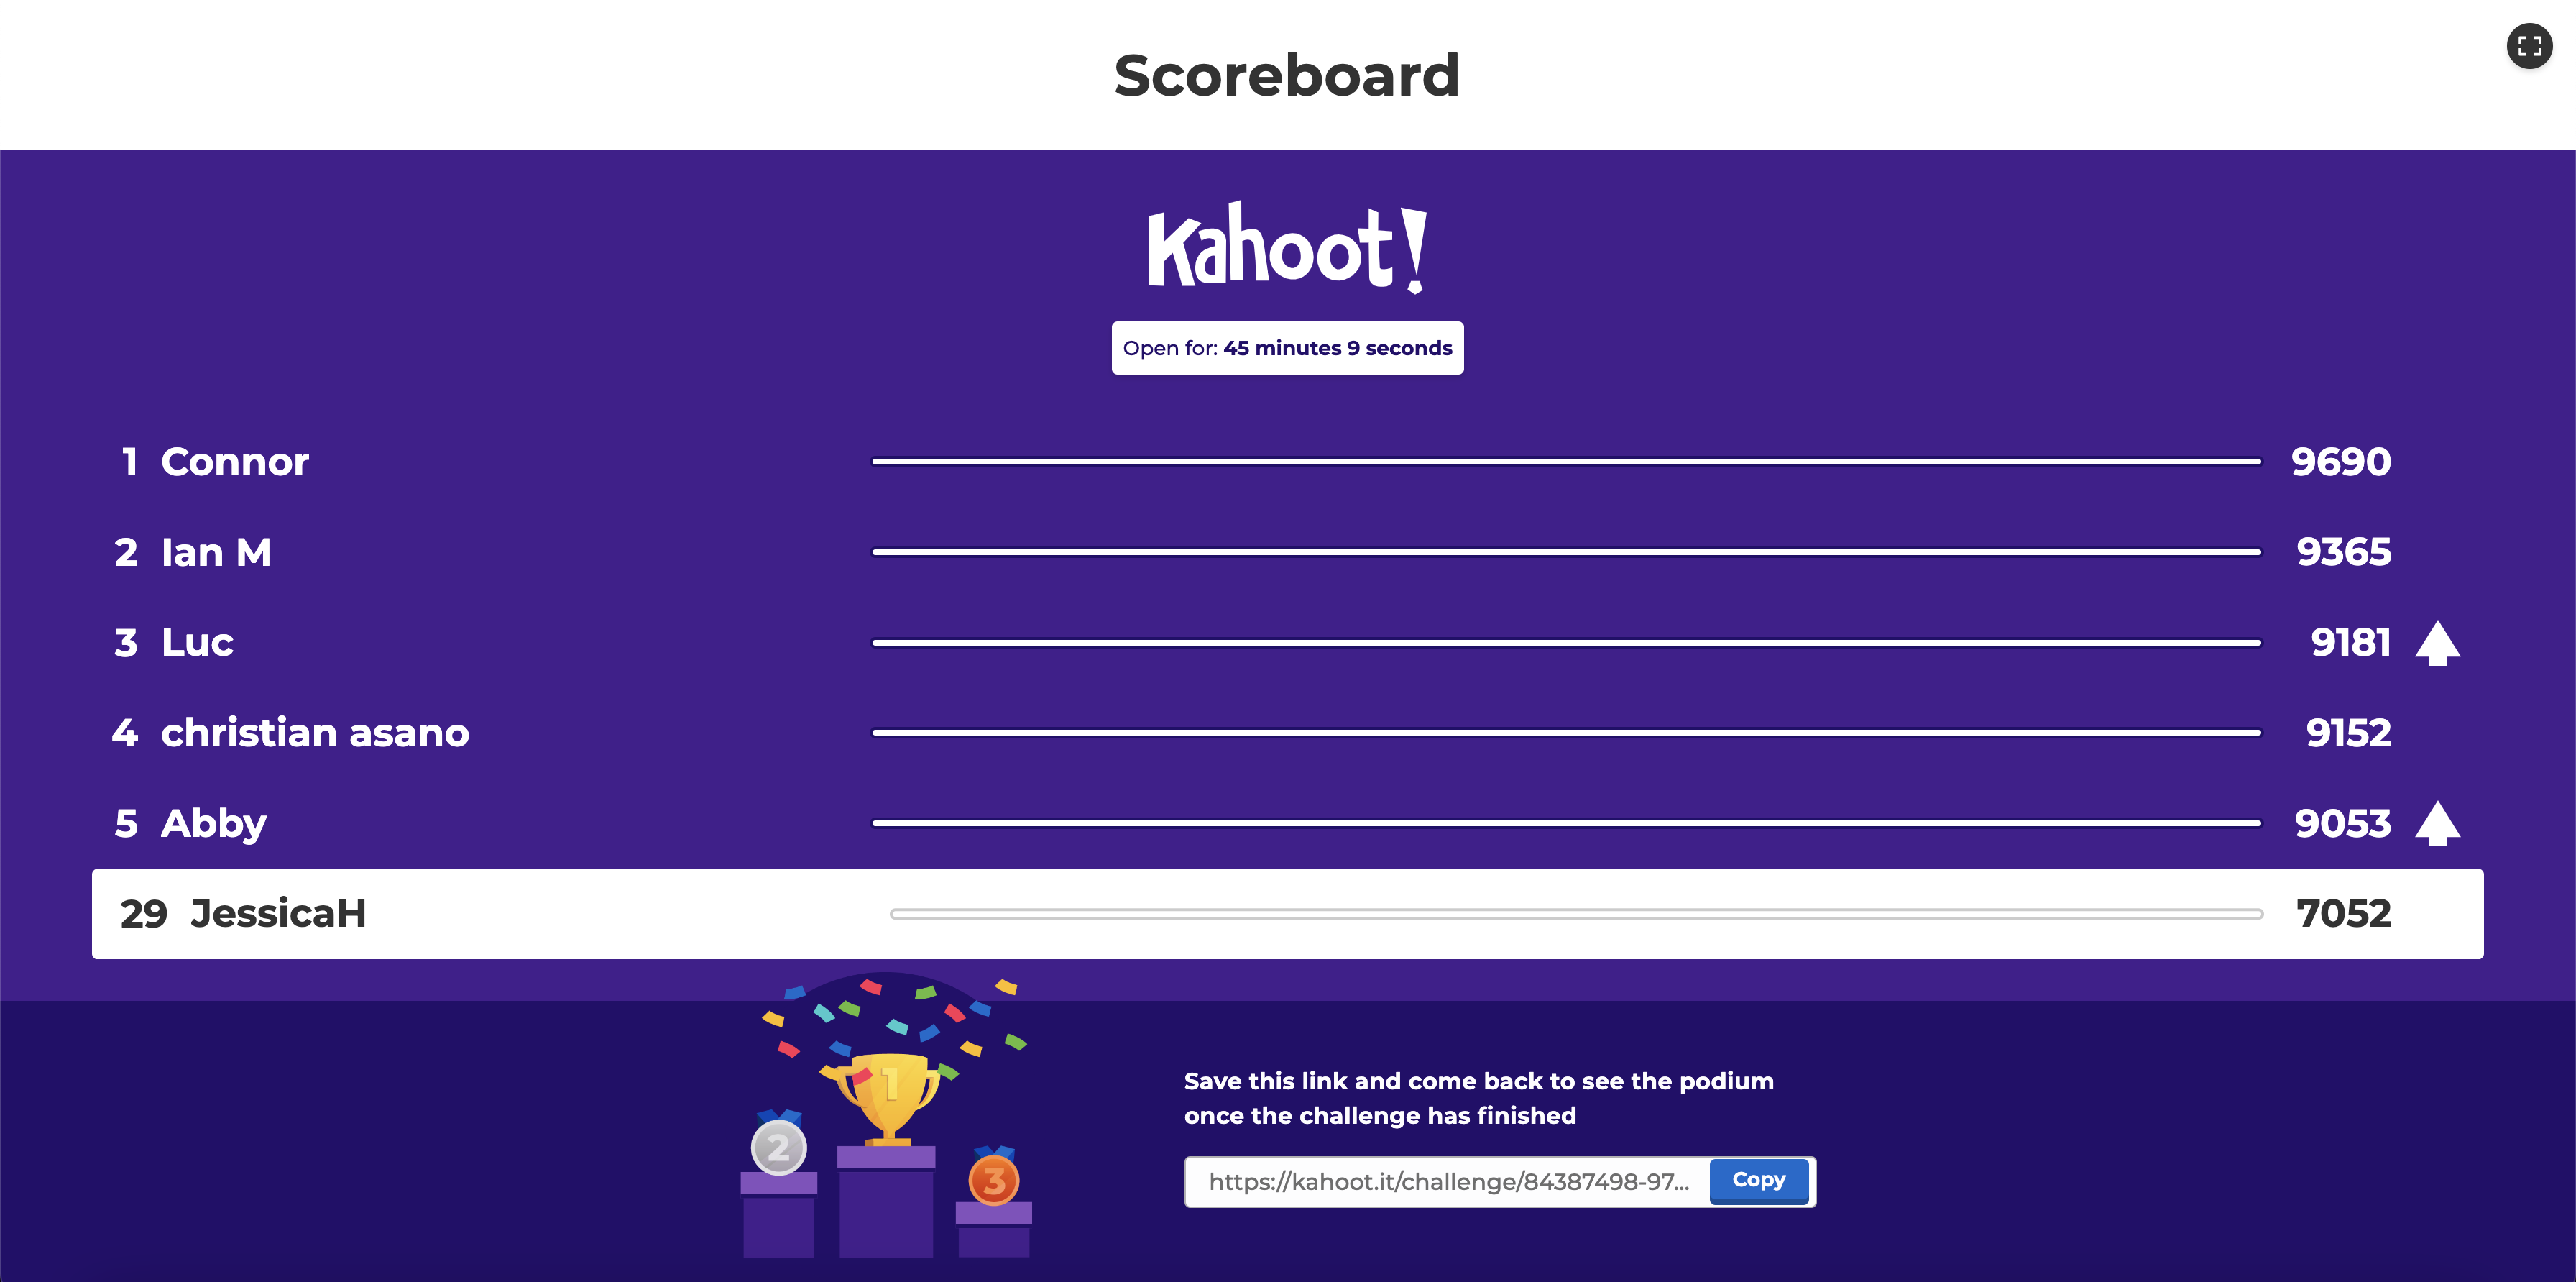 Scoreboard
Kahoot!
Open for: 45 minutes 9 seconds
1 Connor 9690
2 Ian M 9365
3 Luc 9181
4 christian asano 9152
5 Abby 9053
29 JessicaH 7052
1
2
3
Save this link and come back to see the podium
once the challenge has finished
https://kahoot.it/challenge/84387498-97... Copy